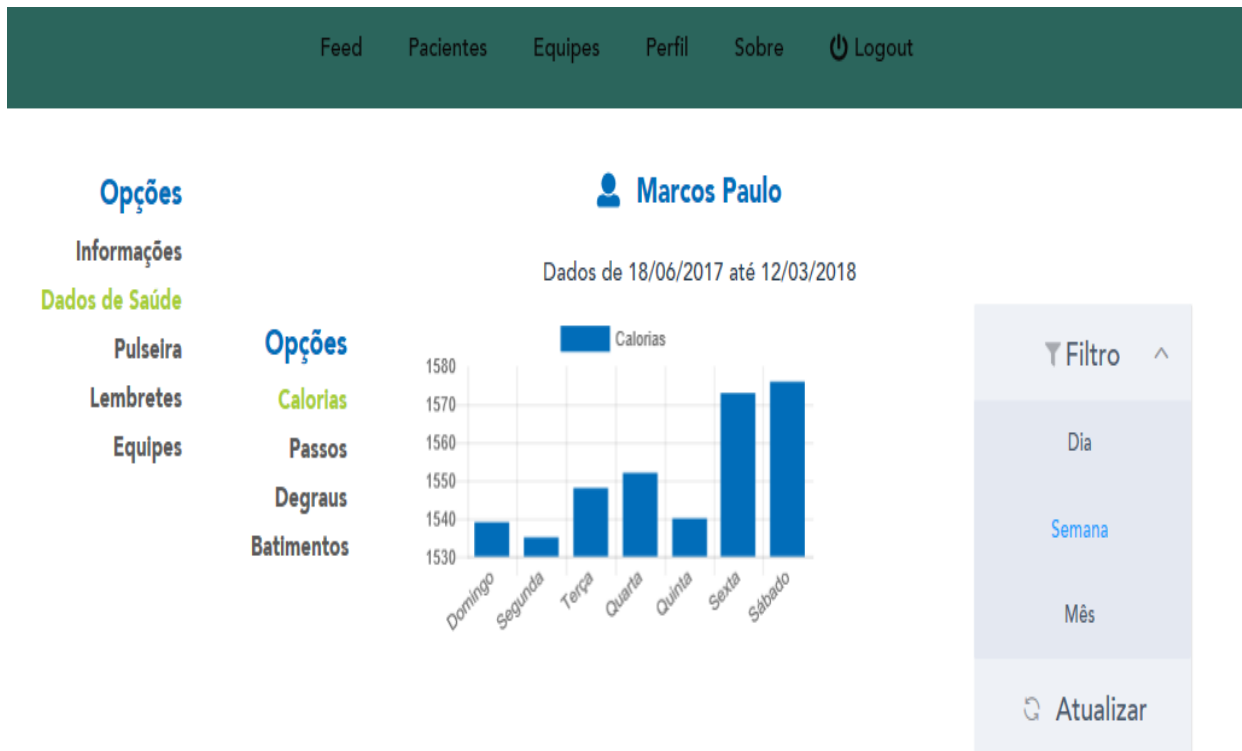 Feed Pacientes Equipes Perfil Sobre Logout
Opções
Informações
Dados de Saúde
Pulseira
Lembretes
Equipes
Marcos Paulo
Dados de 18/06/2017 até 12/03/2018
Opções
Calorias
Passos
Degraus
Batimentos
Calorias
1580
1570
1560
1550
1540
1530
Domingo Segunda Terça Quarta Quinta Sexta Sábado
Filtro
Dia
Semana
Mês
Atualizar